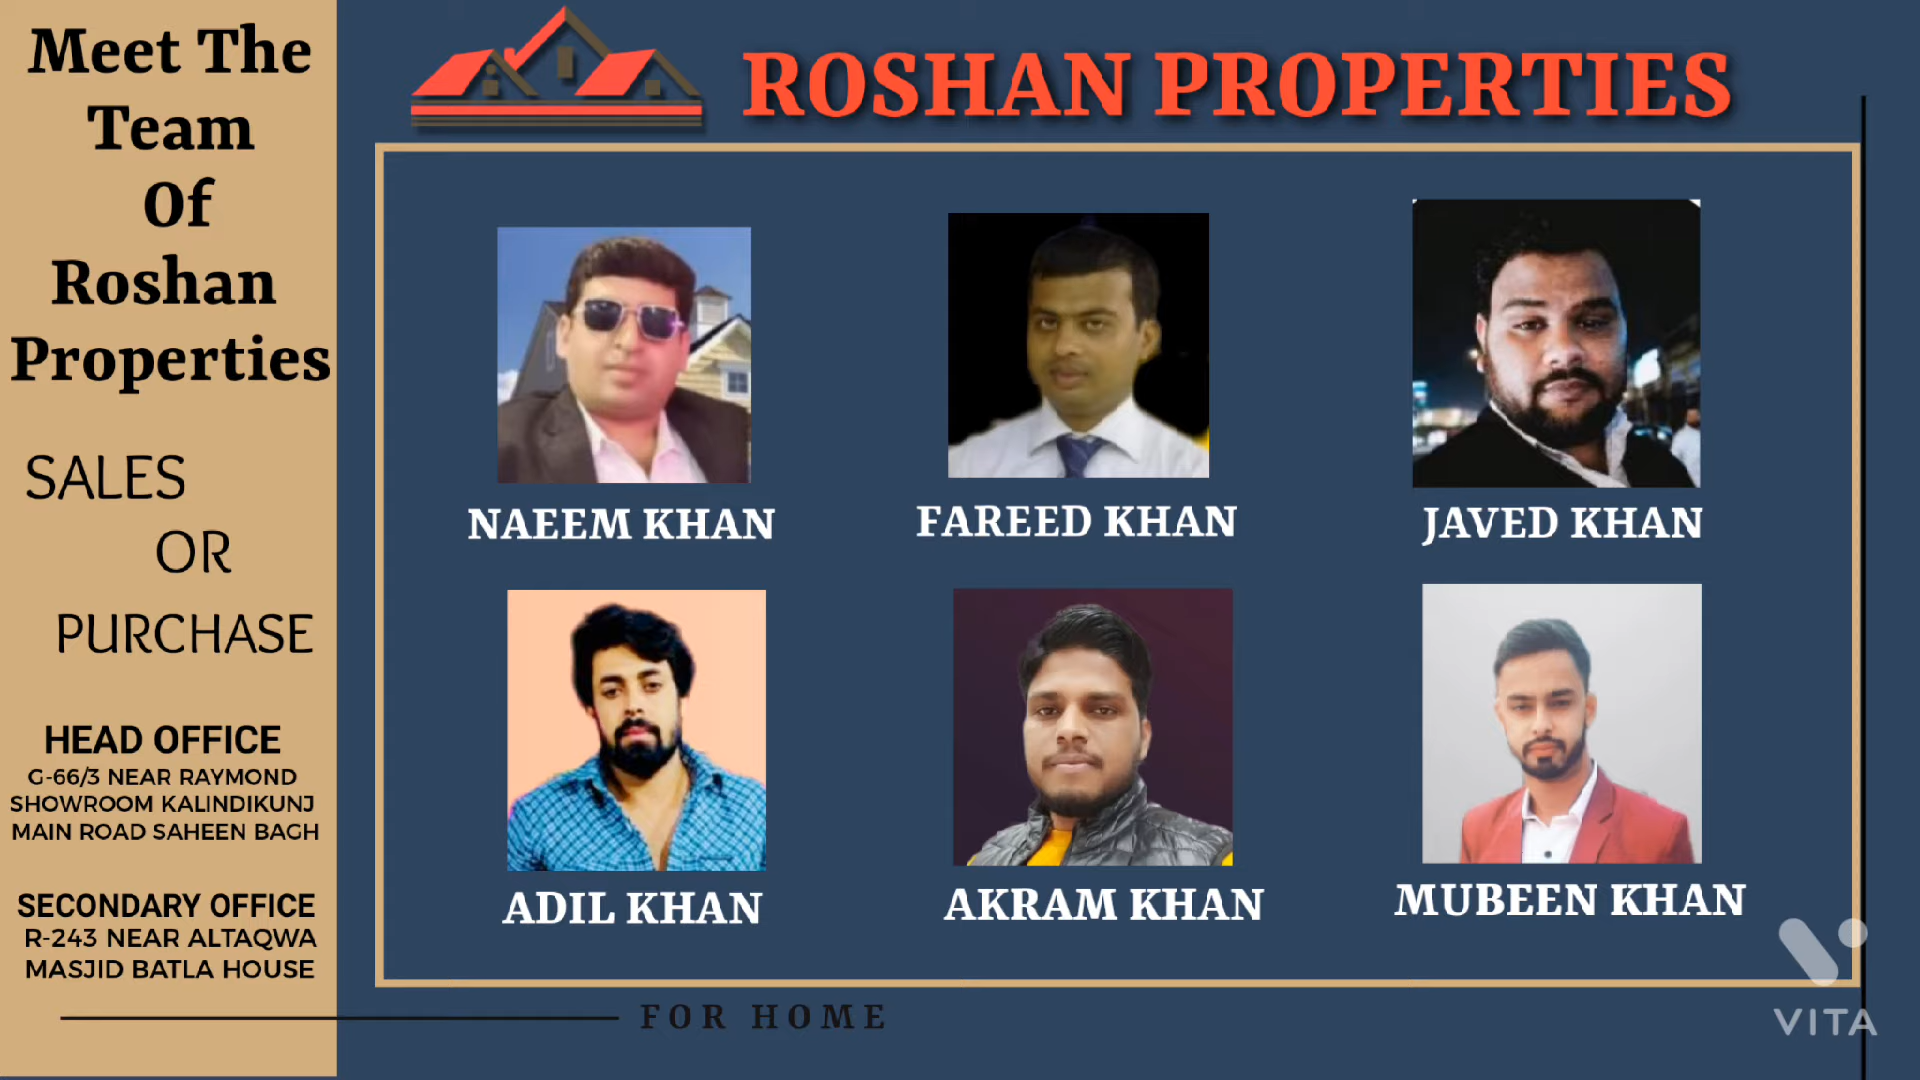 Meet The
Team
Of
Roshan
Properties
SALES
OR
PURCHASE
HEAD OFFICE
G-66/3 NEAR RAYMOND
SHOWROOM KALINDIKUNJ
MAIN ROAD SAHEEN BAGH
SECONDARY OFFICE
R-243 NEAR ALTAQWA
MASJID BATLA HOUSE
ROSHAN PROPERTIES
NAEEM KHAN
FAREED KHAN
JAVED KHAN
ADIL KHAN
AKRAM KHAN
MUBEEN KHAN
FOR HOME
VITA